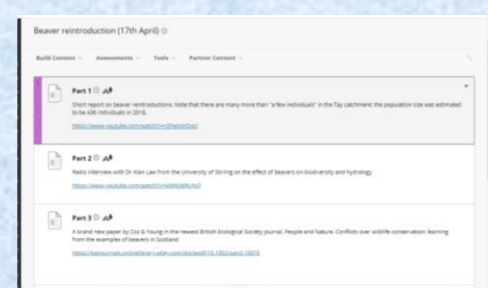 Beaver reintroduction (17th April)
Build Content Assessments Tools Partner Content
Part 1
Short report on beaver reintroductions. Note that there are many more than "a few individuals" in the Tay catchment: the population size was estimated
to be 436 individuals in 2018.
Part 2
Radio interview with Dr Alan Law from the University of Stirling on the effect of beavers on biodiversity and hydrology
Part 3
A brand new paper by Coz & Young in the newest British Ecological Society journal, People and Nature. Conflicts over wildlife conservation: learning
from the examples of beavers in Scotland